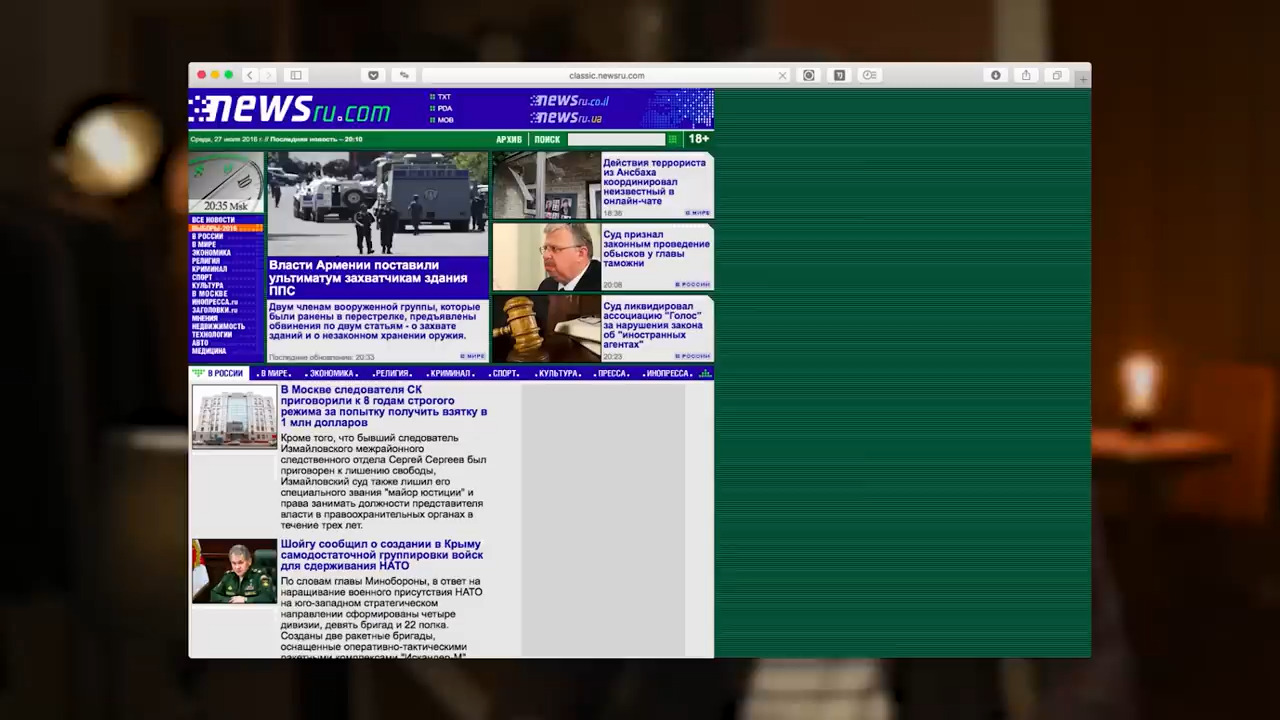 classic.newsru.com
NEWSru.com
TXT
PDA
MOB
NEWSru.co.il
NEWSru.ua
Среда, 27 июля 2016 г. // Последняя новость – 20:10
АРХИВ
ПОИСК
18+
20:35 Msk
ВСЕ НОВОСТИ
ВЫБОРЫ-2016
В РОССИИ
В МИРЕ
ЭКОНОМИКА
РЕЛИГИЯ
КРИМИНАЛ
СПОРТ
КУЛЬТУРА
В МОСКВЕ
ИНОПРЕССА.ru
ЗАГОЛОВКИ.ru
МНЕНИЯ
НЕДВИЖИМОСТЬ
ТЕХНОЛОГИИ
АВТО
МЕДИЦИНА
Власти Армении поставили
ультиматум захватчикам здания
ППС
Двум членам вооруженной группы, которые
были ранены в перестрелке, предъявлены
обвинения по двум статьям - о захвате
зданий и о незаконном хранении оружия.
Последнее обновление: 20:33
В МИРЕ
Действия террориста
из Ансбаха
координировал
неизвестный в
онлайн-чате
18:36
В МИРЕ
Суд признал
законным проведение
обысков у главы
таможни
20:08
В РОССИИ
Суд ликвидировал
ассоциацию "Голос"
за нарушения закона
об "иностранных
агентах"
20:23
В РОССИИ
В РОССИИ
. В МИРЕ.
. ЭКОНОМИКА.
. РЕЛИГИЯ.
. КРИМИНАЛ.
. СПОРТ.
. КУЛЬТУРА.
. ПРЕССА.
. ИНОПРЕССА.
В Москве следователя СК
приговорили к 8 годам строгого
режима за попытку получить взятку в
1 млн долларов
Кроме того, что бывший следователь
Измайловского межрайонного
следственного отдела Сергей Сергеев был
приговорен к лишению свободы,
Измайловский суд также лишил его
специального звания "майор юстиции" и
права занимать должности представителя
власти в правоохранительных органах в
течение трех лет.
Шойгу сообщил о создании в Крыму
самодостаточной группировки войск
для сдерживания НАТО
По словам главы Минобороны, в ответ на
наращивание военного присутствия НАТО
на юго-западном стратегическом
направлении сформированы четыре
дивизии, девять бригад и 22 полка.
Созданы две ракетные бригады,
оснащенные оперативно-тактическими
ракетными комплексами "Искандер-М"